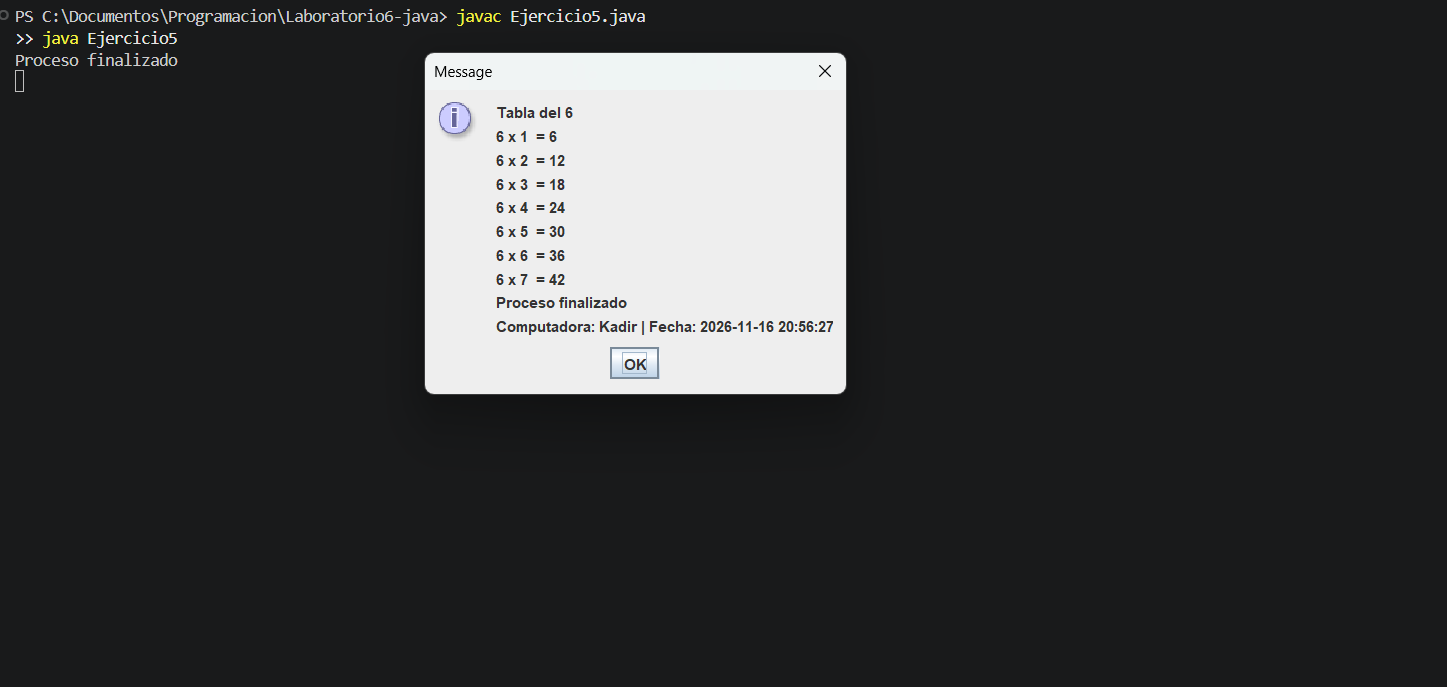 PS C:\Documentos\Programacion\Laboratorio6-java> javac Ejercicio5.java
>> java Ejercicio5
Proceso finalizado
Message
Tabla del 6
6 x 1  = 6
6 x 2  = 12
6 x 3  = 18
6 x 4  = 24
6 x 5  = 30
6 x 6  = 36
6 x 7  = 42
Proceso finalizado
Computadora: Kadir | Fecha: 2026-11-16 20:56:27
OK